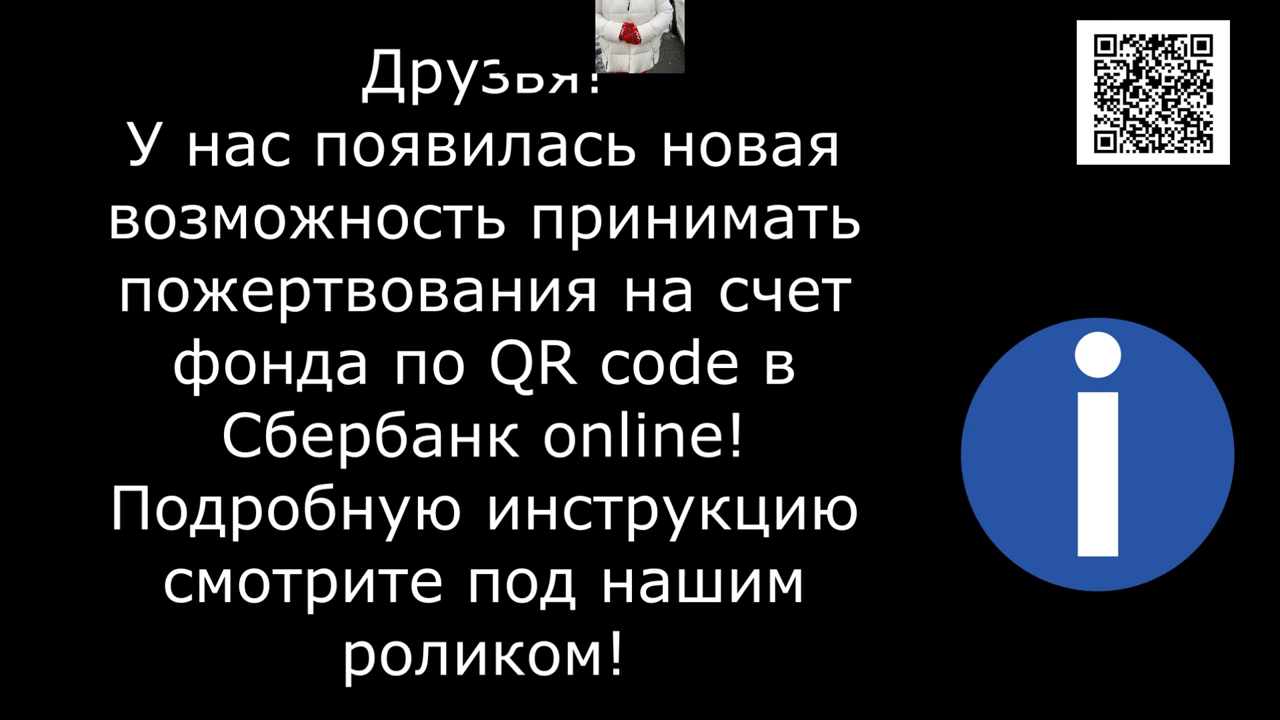 Друзья!
У нас появилась новая
возможность принимать
пожертвования на счет
фонда по QR code в
Сбербанк online!
Подробную инструкцию
смотрите под нашим
роликом!